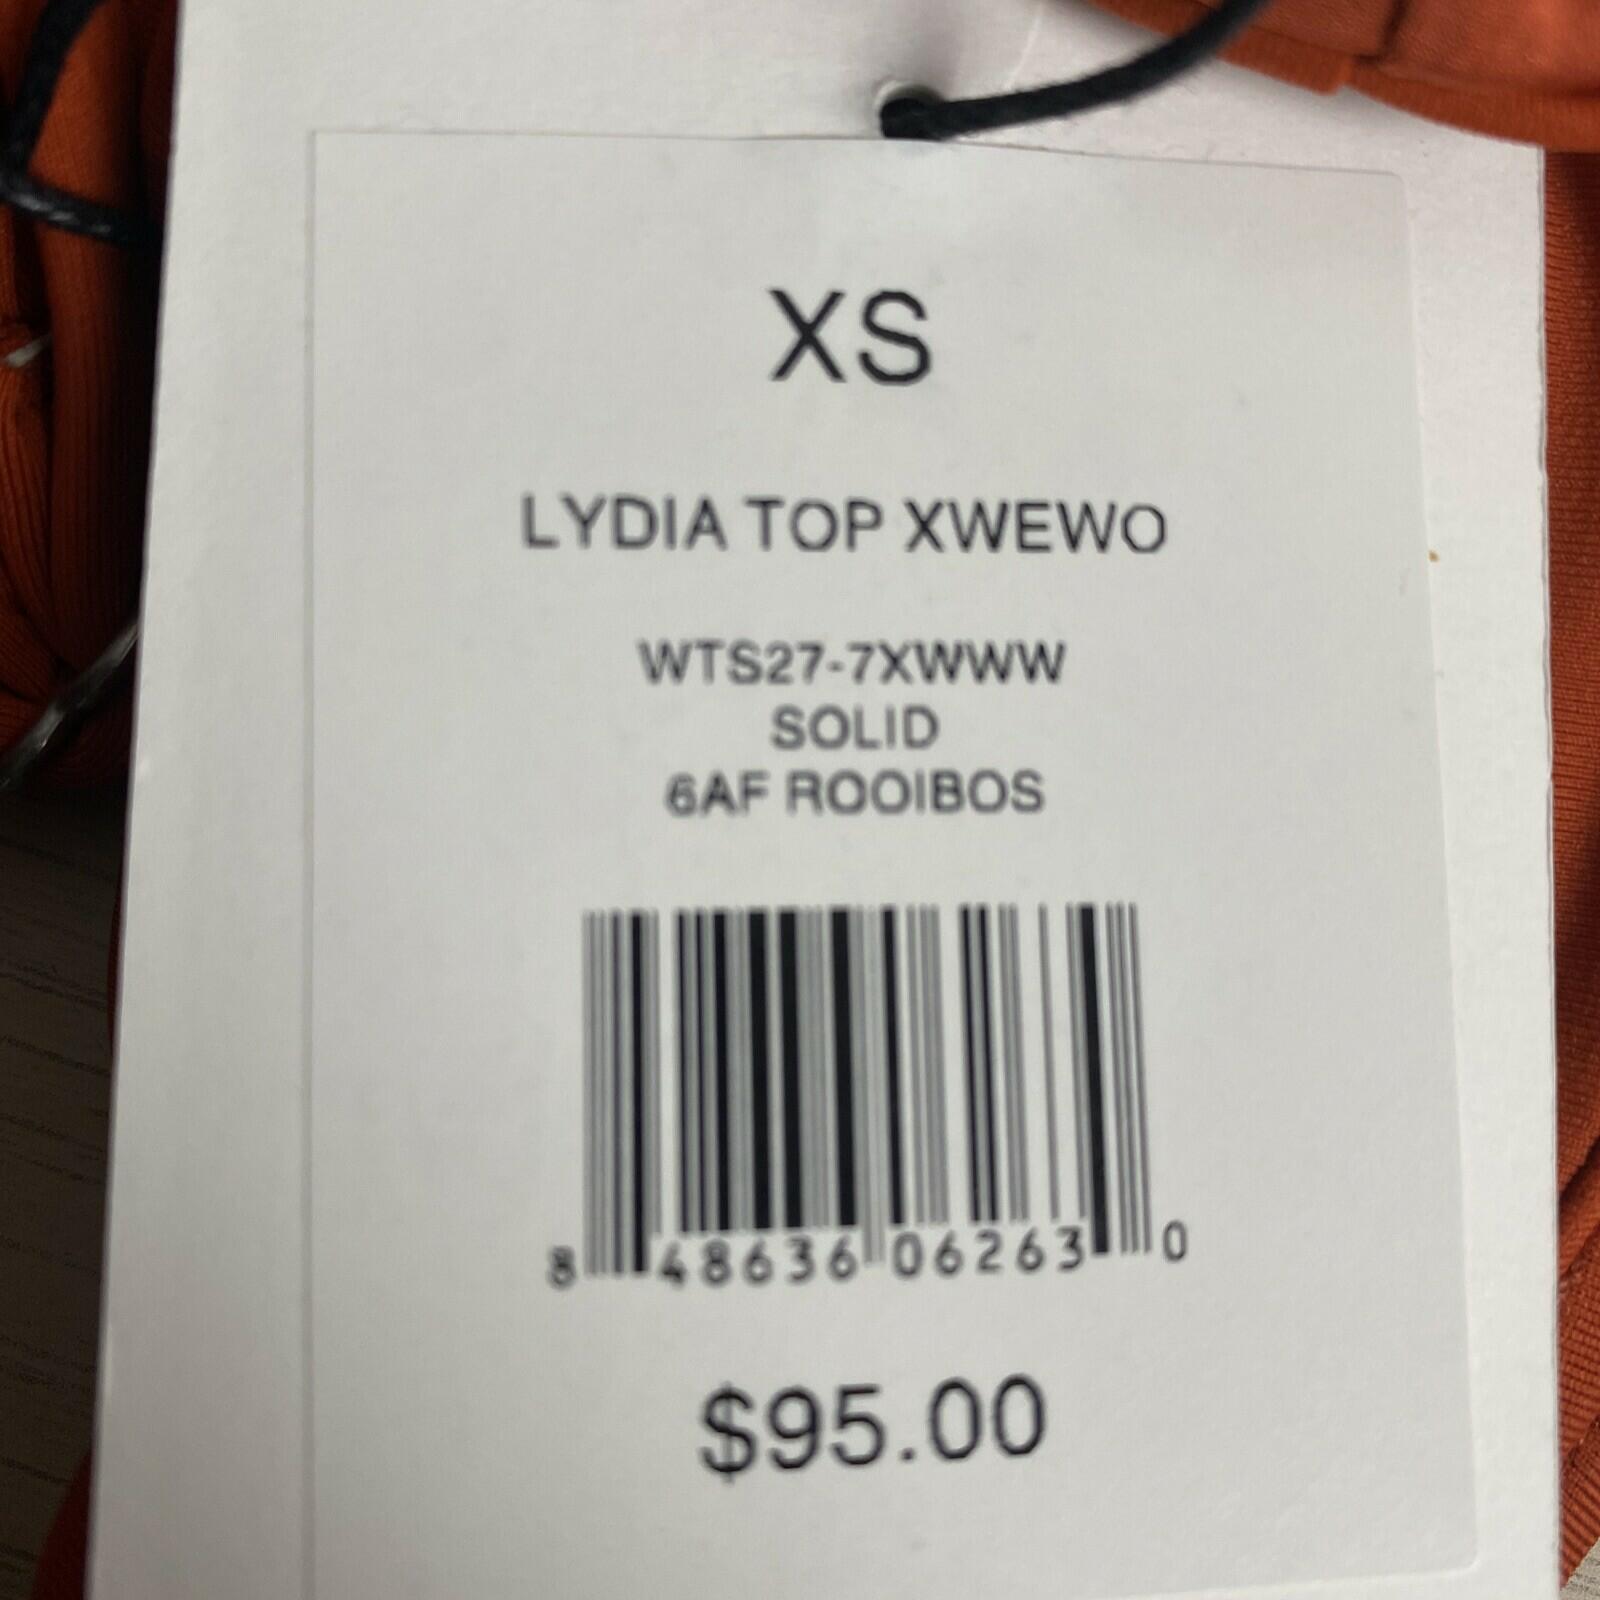 XS
LYDIA TOP XWEWO
WTS27-7XWWW
SOLID
6AF ROOIBOS
8 48636 06263 0
$95.00